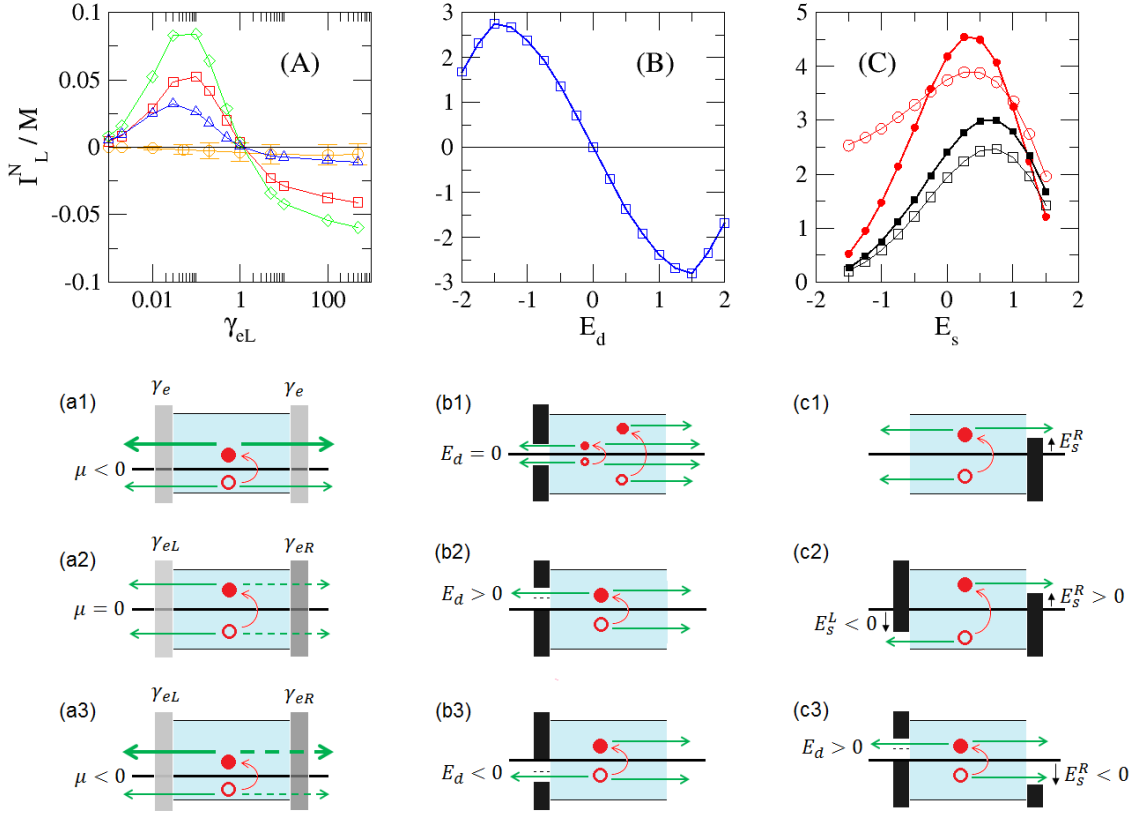 (A)
(B)
(C)
I^N_L / M
0.1
0.05
0
-0.05
-0.1
0.01
1
100
γ_eL
3
2
1
0
-1
-2
-3
-2
-1
0
1
2
E_d
5
4
3
2
1
0
-2
-1
0
1
2
E_s
(a1)
γ_e
γ_e
μ < 0
(b1)
E_d = 0
(c1)
E_s^R
(a2)
γ_eL
γ_eR
μ = 0
(b2)
E_d > 0
(c2)
E_s^R > 0
E_s^L < 0
(a3)
γ_eL
γ_eR
μ < 0
(b3)
E_d < 0
(c3)
E_d > 0
E_s^R < 0